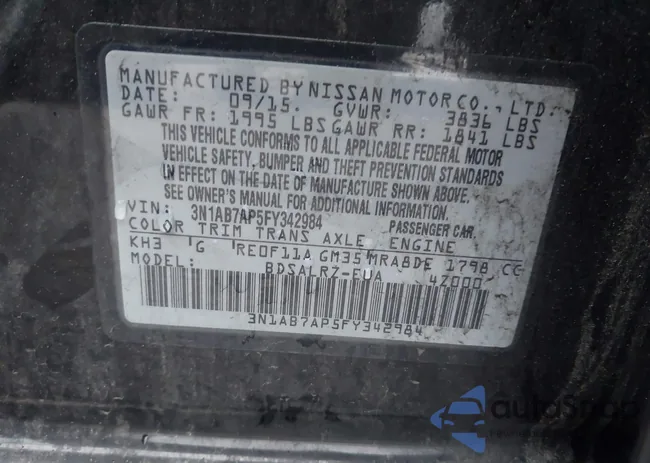 MANUFACTURED BY NISSAN MOTOR CO., LTD.
DATE: 09/15 GVWR: 3836 LBS
GAWR FR: 1995 LBS GAWR RR: 1841 LBS
THIS VEHICLE CONFORMS TO ALL APPLICABLE FEDERAL MOTOR
VEHICLE SAFETY, BUMPER AND THEFT PREVENTION STANDARDS
IN EFFECT ON THE DATE OF MANUFACTURE SHOWN ABOVE.
SEE OWNER'S MANUAL FOR ADDITIONAL INFORMATION.
VIN: 3N1AB7AP5FY342984 PASSENGER CAR
COLOR TRIM TRANS AXLE ENGINE
KH3 G RE0F11A GM35 MRA8DE 1798 CC
MODEL: BDSALRZ-EUA 4Z000
3N1AB7AP5FY342984
autoSnap